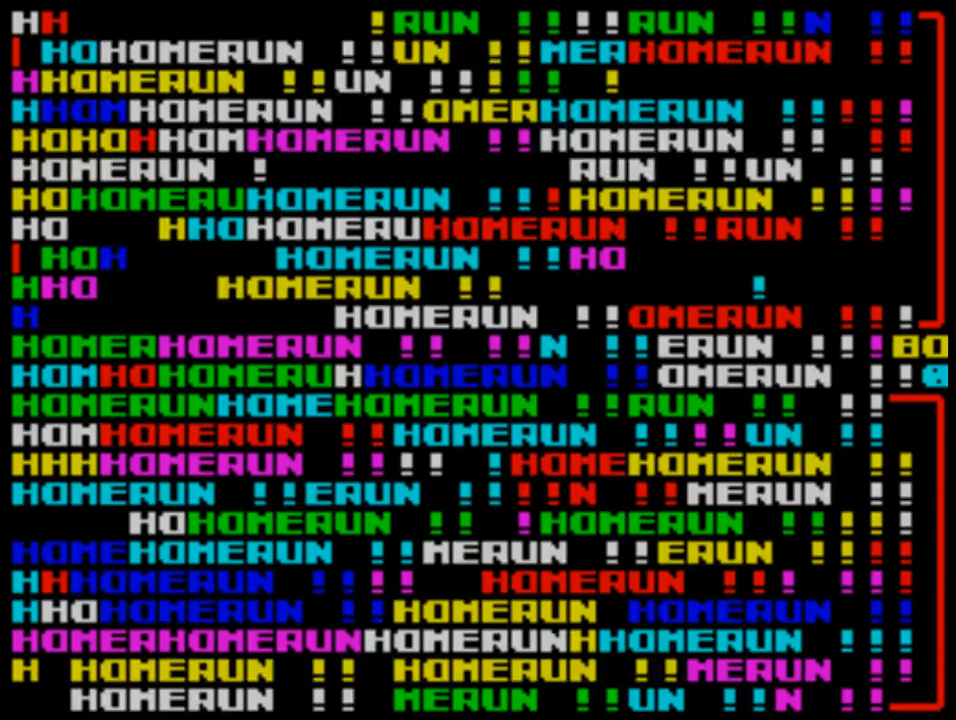 HH !RUN !!!!RUN !!N !!
HOHOMERUN !!UN !!MERHOMERUN !!
HHOMERUN !!UN !!!!! !
HHOMHOMERUN !!OMERHOMERUN !!!!!
HOHOHHOMHOMERUN !!HOMERUN !! !!
HOMERUN ! RUN !!UN !!
HOHOMERUHOMERUN !!!HOMERUN !!!!
HO HHOHOMERUHOMERUN !!RUN !!
HOH HOMERUN !!HO
HHO HOMERUN !! !
H HOMERUN !!OMERUN !!!
HOMERHOMERUN !! !!N !!ERUN !!!BO
HOMHOHOMERUHHOMERUN !!OMERUN !!
HOMERUNHOMEHOMERUN !!RUN !! !!
HOMHOMERUN !!HOMERUN !!!!UN !!
HHHHOMERUN !!!! !HOMEHOMERUN !!
HOMERUN !!ERUN !!!!N !!MERUN !!
HOHOMERUN !! !HOMERUN !!!!!
HOMEHOMERUN !!MERUN !!ERUN !!!!
HHHOMERUN !!!! HOMERUN !!! !!!
HHOHOMERUN !!HOMERUN HOMERUN !!
HOMERHOMERUNHOMERUNHHOMERUN !!!
H HOMERUN !! HOMERUN !!MERUN !!
HOMERUN !! MERUN !!UN !!N !!